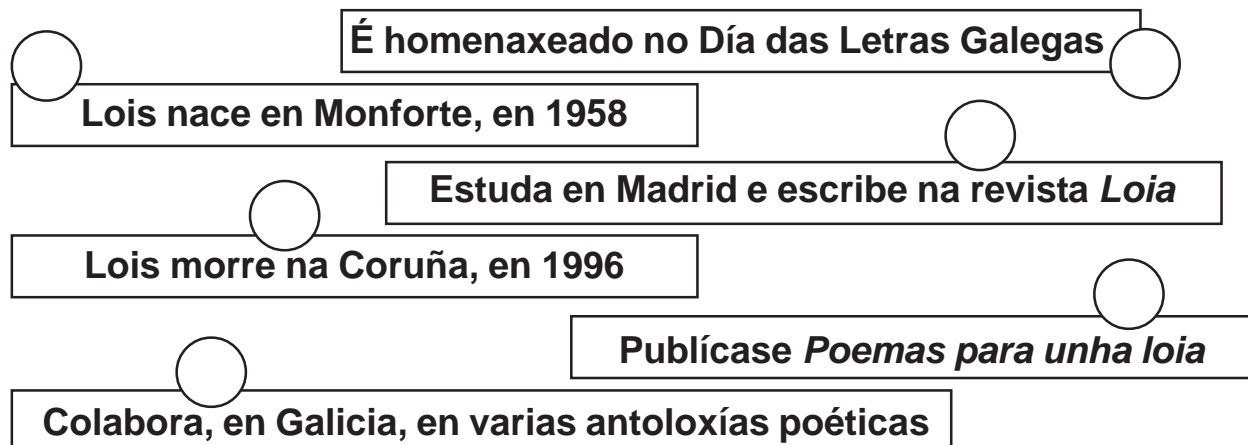 É homenaxeado no Día das Letras Galegas
Lois nace en Monforte, en 1958
Estuda en Madrid e escribe na revista Loia
Lois morre na Coruña, en 1996
Publícase Poemas para unha loia
Colabora, en Galicia, en varias antoloxías poéticas